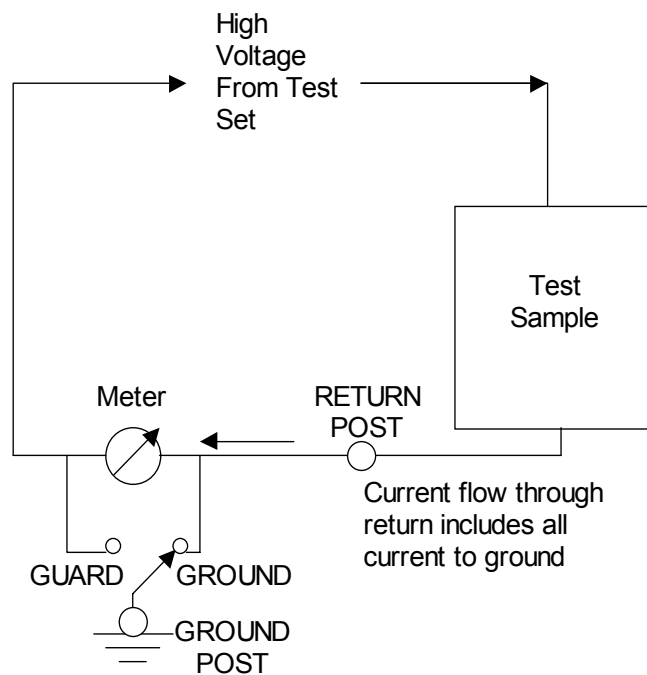 High
Voltage
From Test
Set
Test
Sample
Meter
RETURN
POST
Current flow through
return includes all
current to ground
GUARD
GROUND
GROUND
POST